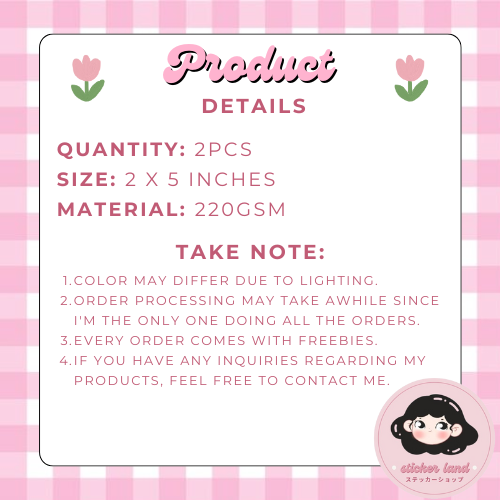 Product
DETAILS
QUANTITY: 2PCS
SIZE: 2 X 5 INCHES
MATERIAL: 220GSM
TAKE NOTE:
1.COLOR MAY DIFFER DUE TO LIGHTING.
2.ORDER PROCESSING MAY TAKE AWHILE SINCE
I'M THE ONLY ONE DOING ALL THE ORDERS.
3.EVERY ORDER COMES WITH FREEBIES.
4.IF YOU HAVE ANY INQUIRIES REGARDING MY
PRODUCTS, FEEL FREE TO CONTACT ME.
sticker land
ステッカーショップ